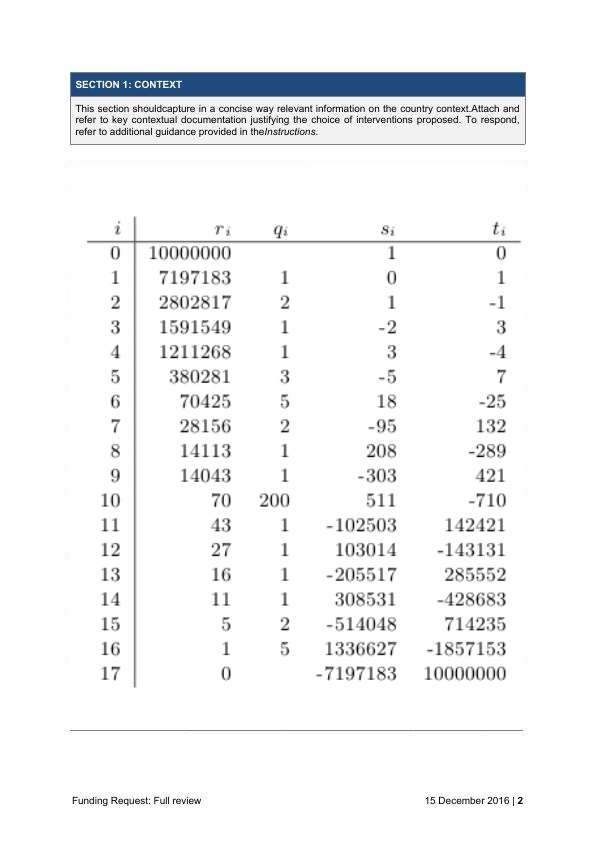 SECTION 1: CONTEXT
This section shouldcapture in a concise way relevant information on the country context.Attach and
refer to key contextual documentation justifying the choice of interventions proposed. To respond,
refer to additional guidance provided in theInstructions.
i r_i q_i s_i t_i
0 10000000 1 0
1 7197183 1 0 1
2 2802817 2 1 -1
3 1591549 1 -2 3
4 1211268 1 3 -4
5 380281 3 -5 7
6 70425 5 18 -25
7 28156 2 -95 132
8 14113 1 208 -289
9 14043 1 -303 421
10 70 200 511 -710
11 43 1 -102503 142421
12 27 1 103014 -143131
13 16 1 -205517 285552
14 11 1 308531 -428683
15 5 2 -514048 714235
16 1 5 1336627 -1857153
17 0 -7197183 10000000
Funding Request: Full review 15 December 2016 | 2